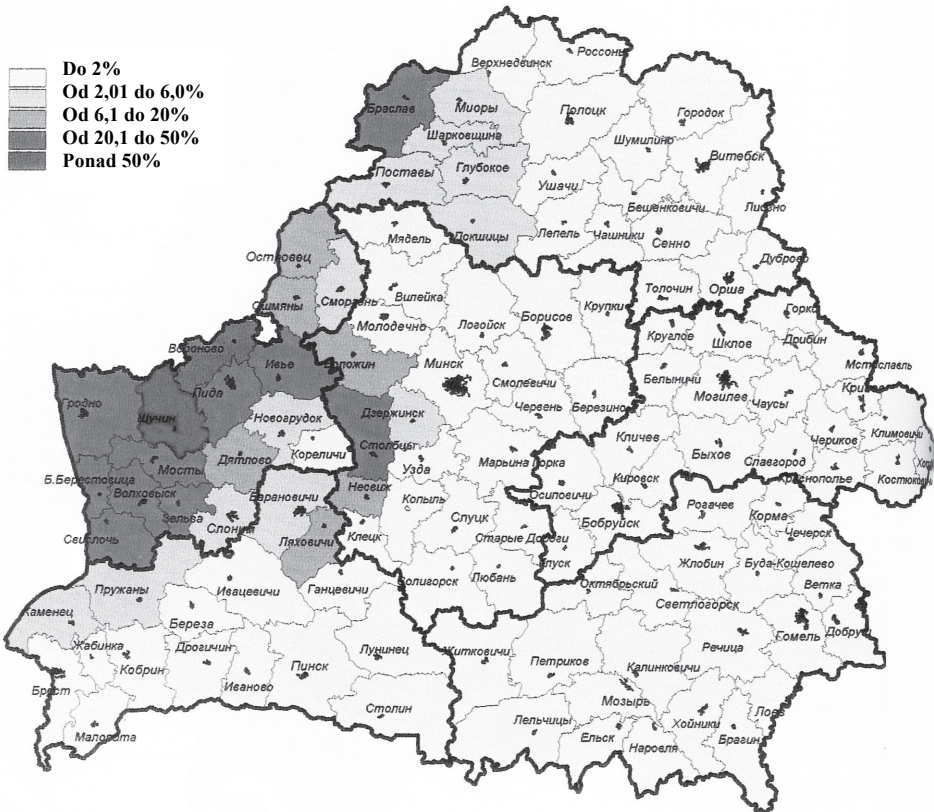 Do 2%
Od 2,01 do 6,0%
Od 6,1 do 20%
Od 20,1 do 50%
Ponad 50%
Россоны
Верхнедвинск
Браслав
Миоры
Полоцк
Городок
Шарковщина
Шумилино
Витебск
Поставы
Глубокое
Ушачи
Бешенковичи
Лиозно
Докшицы
Лепель
Чашники
Сенно
Мядель
Островец
Дуброво
Сморгонь
Вилейка
Толочин
Орша
Ошмяны
Молодечно
Логойск
Борисов
Крупки
Горки
Круглое
Шклов
Дрибин
Вороново
Ивье
Воложин
Минск
Мстиславль
Лида
Смолевичи
Белыничи
Могилев
Чаусы
Гродно
Щучин
Новогрудок
Дзержинск
Червень
Березино
Климовичи
Столбцы
Кличев
Чериков
Мосты
Дятлово
Кореличи
Узда
Марьина Горка
Быхов
Славгород
Краснополье
Костюковичи
Б.Берестовица
Волковыск
Зельва
Барановичи
Несвиж
Кировск
Осиповичи
Слоним
Копыль
Слуцк
Бобруйск
Рогачев
Корма
Свислочь
Ляховичи
Клецк
Старые Дороги
Глуск
Чечерск
Жлобин
Буда-Кошелево
Пружаны
Ивацевичи
Ганцевичи
Солигорск
Любань
Октябрьский
Светлогорск
Ветка
Каменец
Береза
Гомель
Добруш
Жабинка
Кобрин
Дрогичин
Лунинец
Житковичи
Речица
Брест
Иваново
Пинск
Петриков
Калинковичи
Столин
Мозырь
Малорита
Лельчицы
Хойники
Лоев
Ельск
Наровля
Брагин